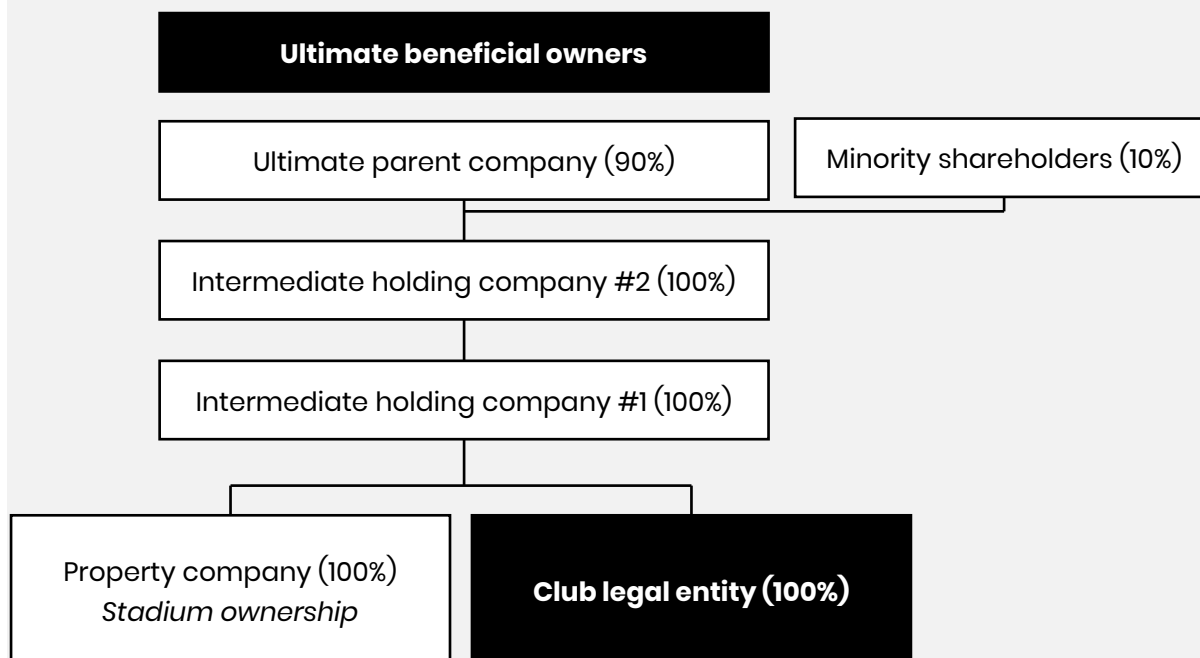 Ultimate beneficial owners
Ultimate parent company (90%)
Minority shareholders (10%)
Intermediate holding company #2 (100%)
Intermediate holding company #1 (100%)
Property company (100%)
Stadium ownership
Club legal entity (100%)